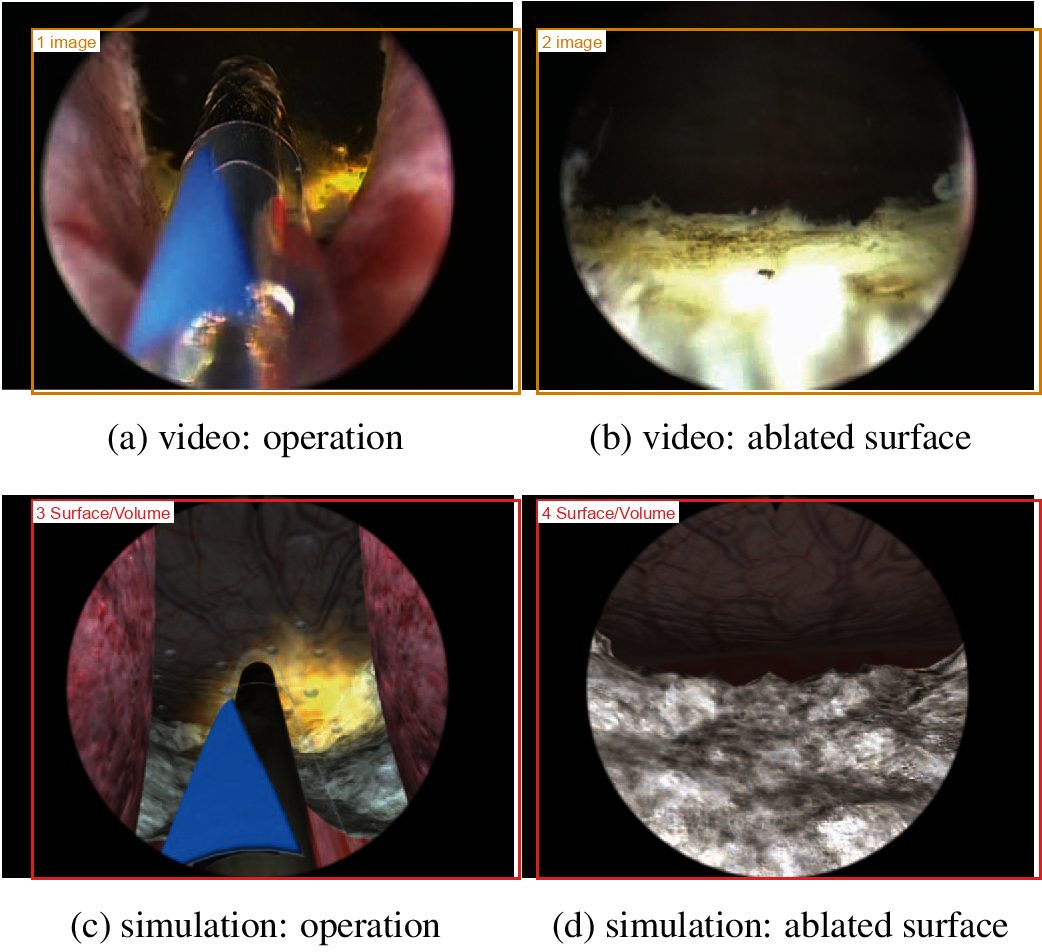 1 image
2 image
(a) video: operation
(b) video: ablated surface
3 Surface/Volume
4 Surface/Volume
(c) simulation: operation
(d) simulation: ablated surface